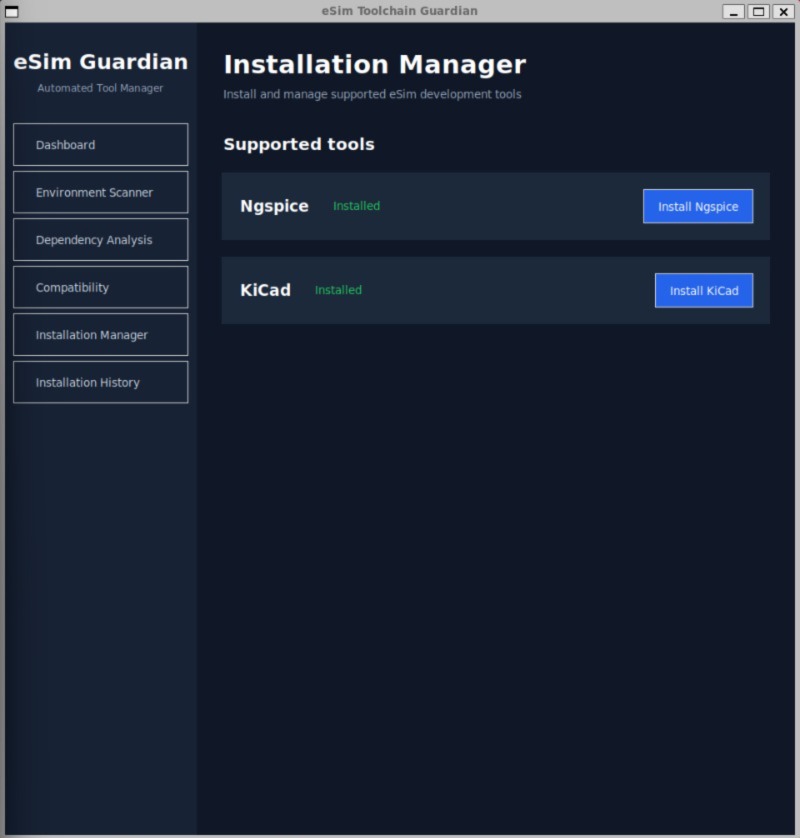 eSim Toolchain Guardian
eSim Guardian
Automated Tool Manager
Dashboard
Environment Scanner
Dependency Analysis
Compatibility
Installation Manager
Installation History
Installation Manager
Install and manage supported eSim development tools
Supported tools
Ngspice Installed Install Ngspice
KiCad Installed Install KiCad